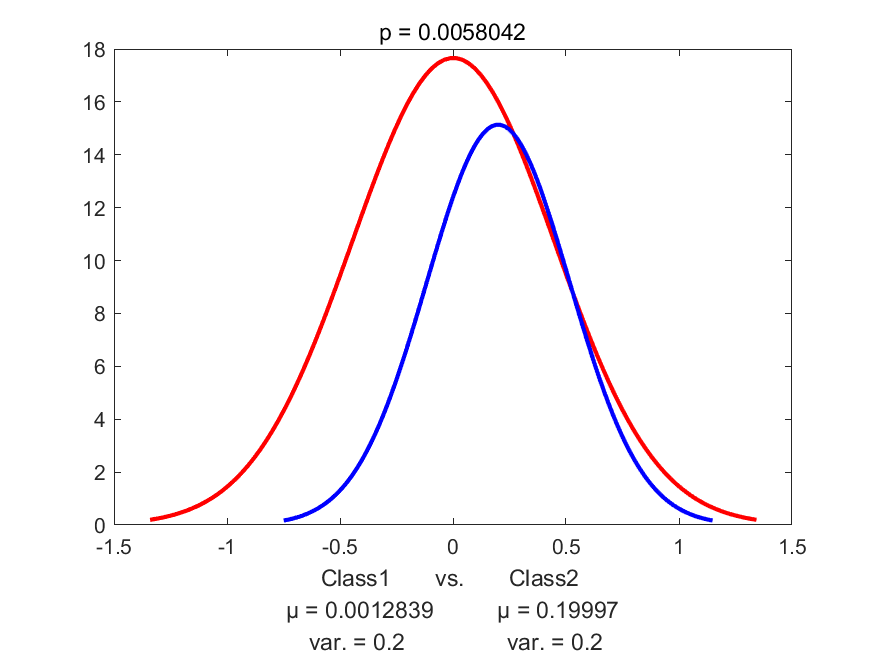 p = 0.0058042
18
16
14
12
10
8
6
4
2
0
-1.5 -1 -0.5 0 0.5 1 1.5
Class1 vs. Class2
μ = 0.0012839 μ = 0.19997
var. = 0.2 var. = 0.2